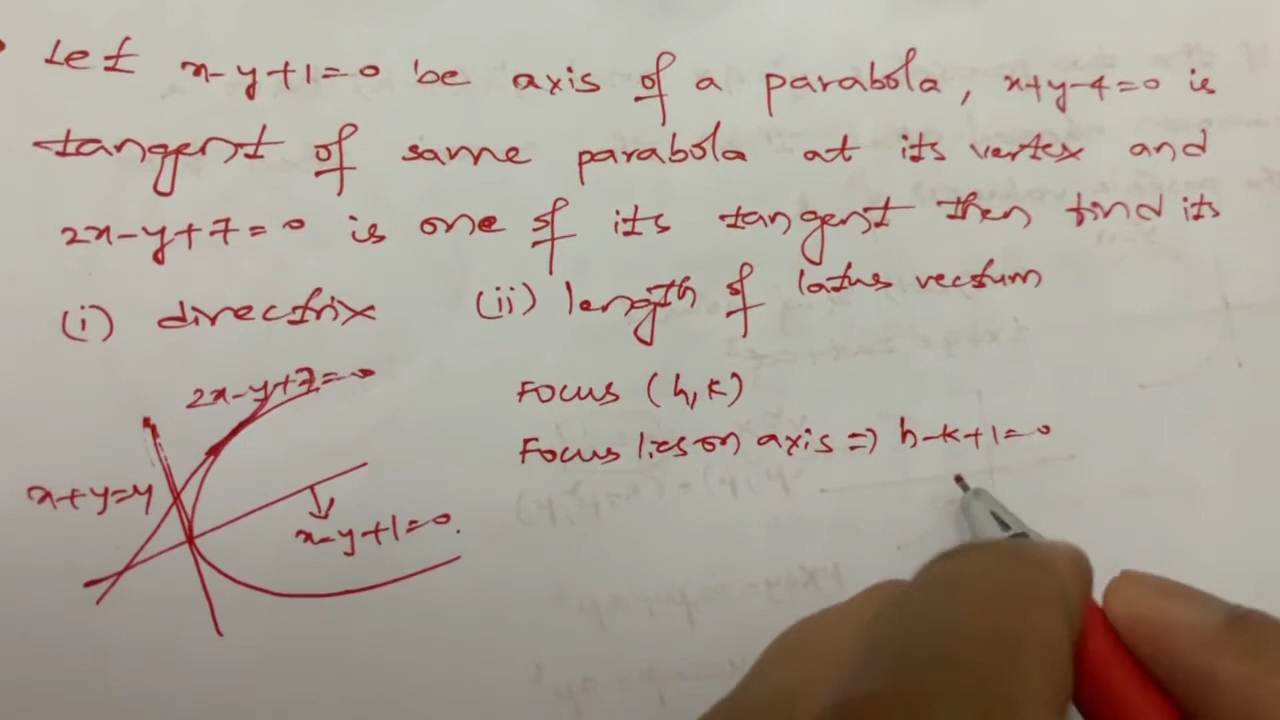 Let x-y+1=0 be axis of a parabola, x+y-4=0 is
tangent of same parabola at its vertex and
2x-y+7=0 is one of its tangent then find its
(i) directrix (ii) length of latus rectum
2x-y+7=0
x+y=4
x-y+1=0.
Focus (h,k)
Focus lies on axis => h-k+1=0